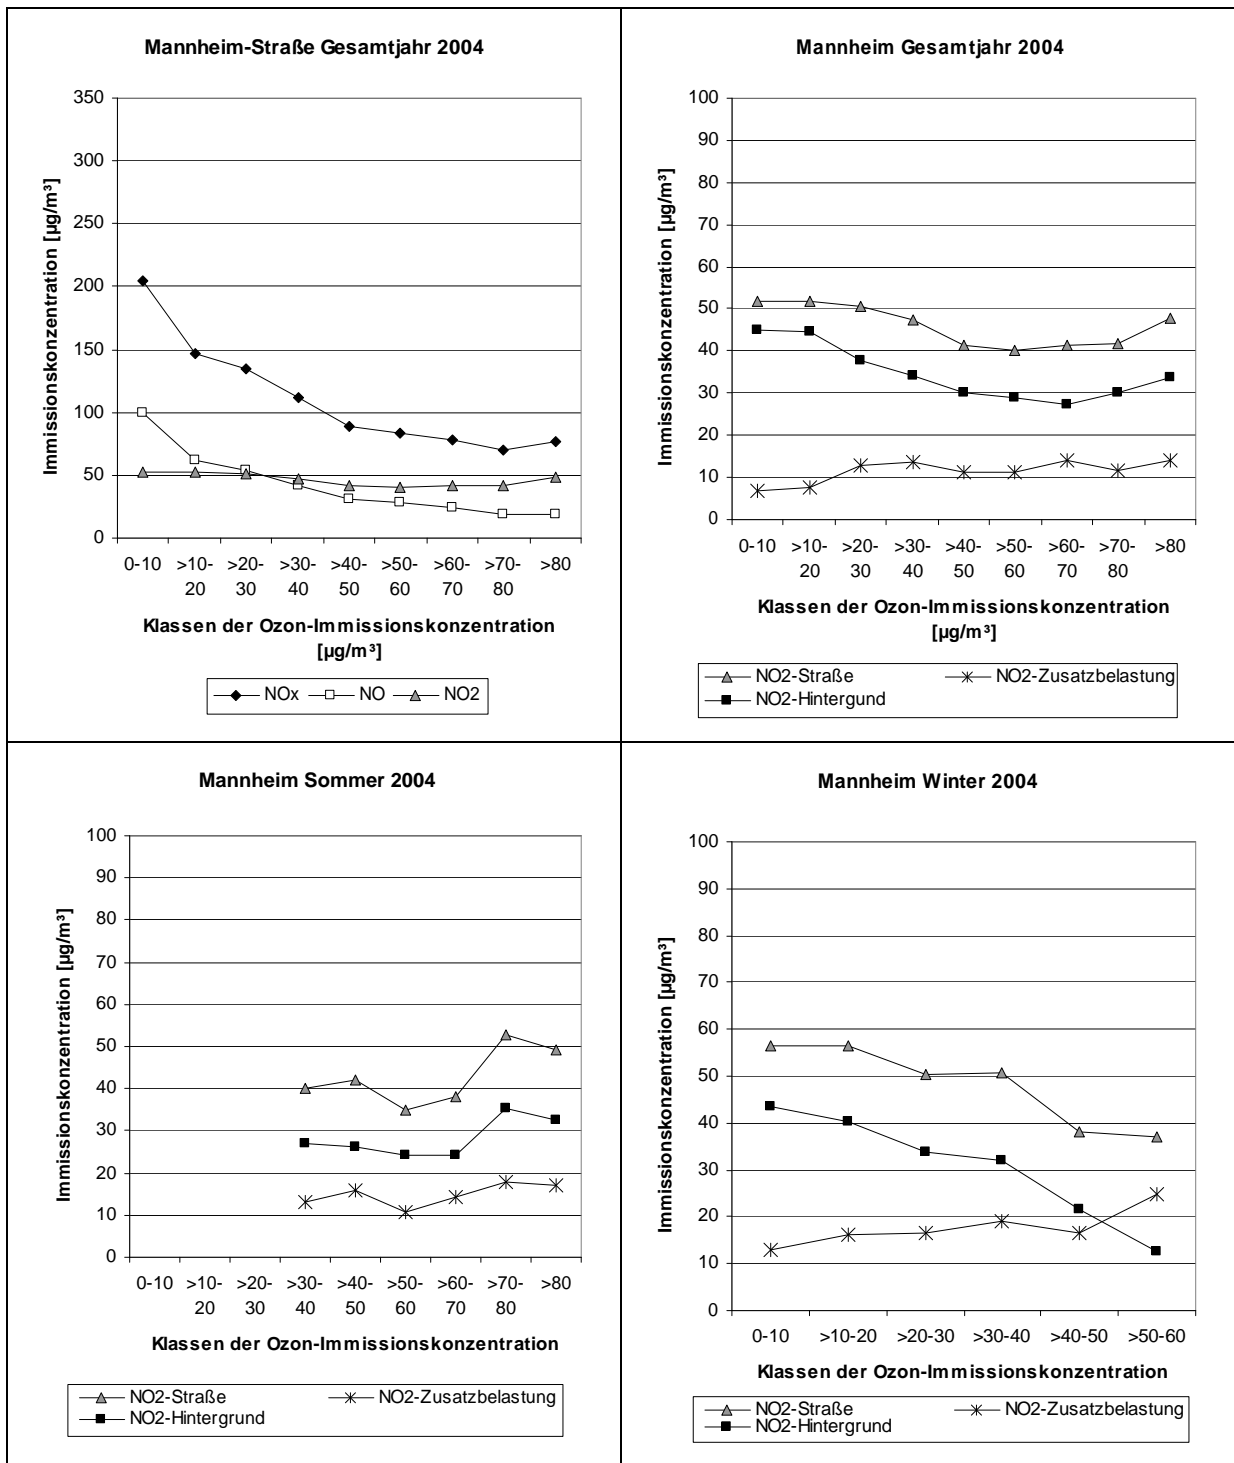 Mannheim-Straße Gesamtjahr 2004
Immissionskonzentration [µg/m³]
350
300
250
200
150
100
50
0
0-10 >10-20 >20-30 >30-40 >40-50 >50-60 >60-70 >70-80 >80
Klassen der Ozon-Immissionskonzentration
[µg/m³]
NOx NO NO2
Mannheim Gesamtjahr 2004
Immissionskonzentration [µg/m³]
100
90
80
70
60
50
40
30
20
10
0
0-10 >10-20 >20-30 >30-40 >40-50 >50-60 >60-70 >70-80 >80
Klassen der Ozon-Immissionskonzentration
[µg/m³]
NO2-Straße NO2-Zusatzbelastung
NO2-Hintergrund
Mannheim Sommer 2004
Immissionskonzentration [µg/m³]
100
90
80
70
60
50
40
30
20
10
0
0-10 >10-20 >20-30 >30-40 >40-50 >50-60 >60-70 >70-80 >80
Klassen der Ozon-Immissionskonzentration
NO2-Straße NO2-Zusatzbelastung
NO2-Hintergrund
Mannheim Winter 2004
Immissionskonzentration [µg/m³]
100
90
80
70
60
50
40
30
20
10
0
0-10 >10-20 >20-30 >30-40 >40-50 >50-60
Klassen der Ozon-Immissionskonzentration
NO2-Straße NO2-Zusatzbelastung
NO2-Hintergrund